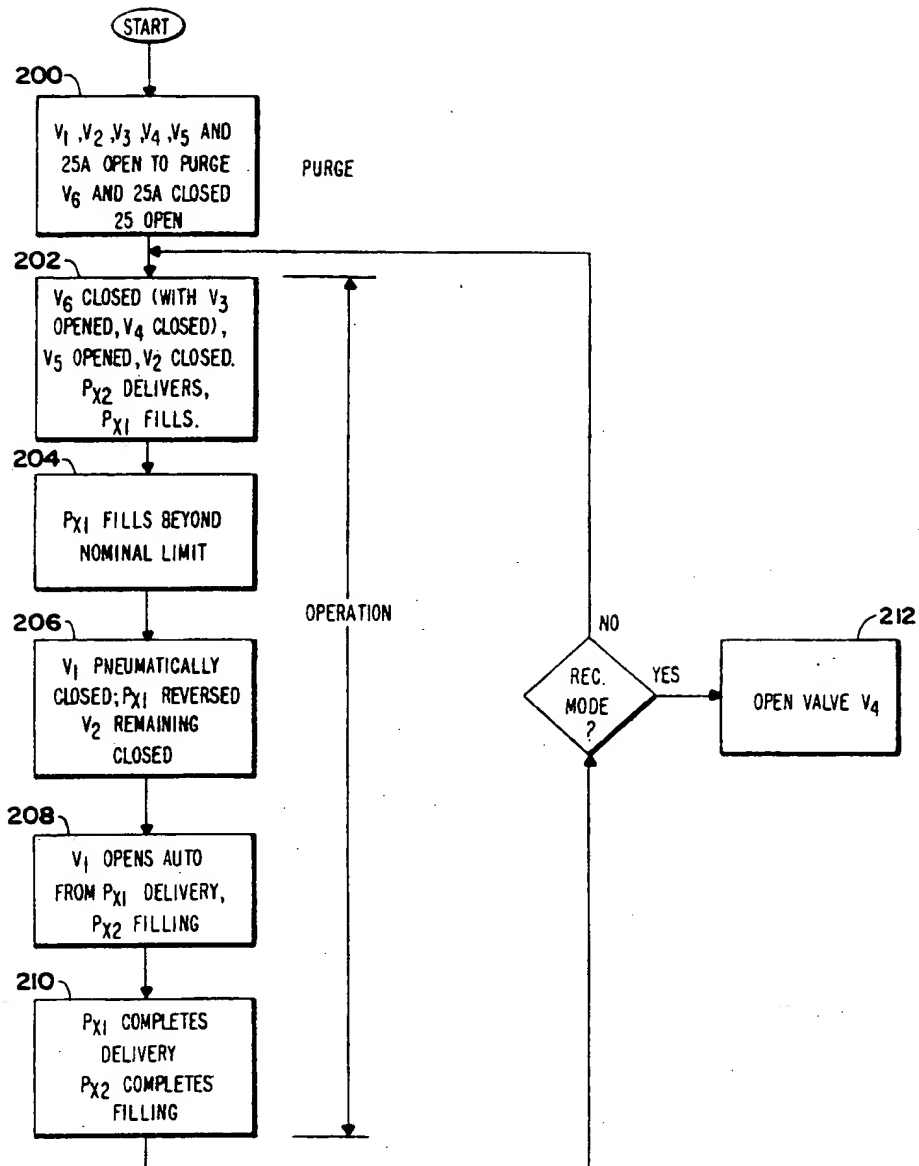 START
200
V1, V2, V3, V4, V5 AND
25A OPEN TO PURGE
V6 AND 25A CLOSED
25 OPEN
PURGE
202
V6 CLOSED (WITH V3
OPENED, V4 CLOSED),
V5 OPENED, V2 CLOSED.
PX2 DELIVERS,
PX1 FILLS.
204
PX1 FILLS BEYOND
NOMINAL LIMIT
OPERATION
206
V1 PNEUMATICALLY
CLOSED; PX1 REVERSED
V2 REMAINING
CLOSED
208
V1 OPENS AUTO
FROM PX1 DELIVERY,
PX2 FILLING
210
PX1 COMPLETES
DELIVERY
PX2 COMPLETES
FILLING
NO
REC.
MODE
?
YES
212
OPEN VALVE V4